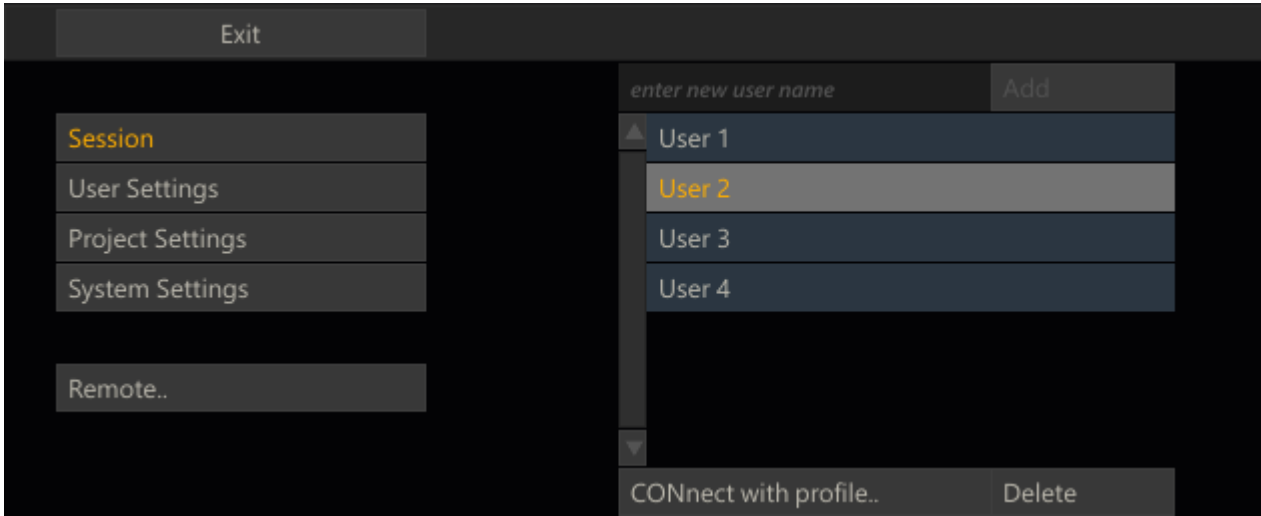 Exit
enter new user name
Add
Session
User Settings
Project Settings
System Settings
Remote..
User 1
User 2
User 3
User 4
CONnect with profile..
Delete